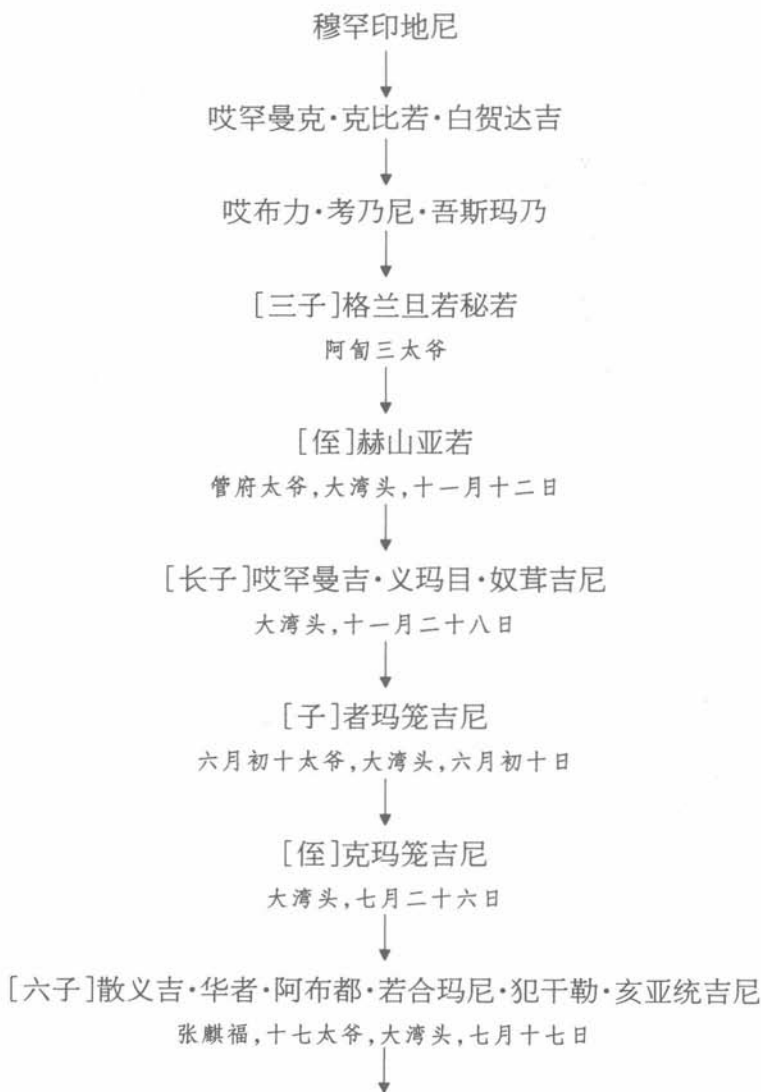 穆罕印地尼
哎罕曼克·克比若·白贺达吉
哎布力·考乃尼·吾斯玛乃
[三子]格兰旦若秘若
阿訇三太爷
[侄]赫山亚若
管府太爷,大湾头,十一月十二日
[长子]哎罕曼吉·义玛目·奴茸吉尼
大湾头,十一月二十八日
[子]者玛笼吉尼
六月初十太爷,大湾头,六月初十日
[侄]克玛笼吉尼
大湾头,七月二十六日
[六子]散义吉·华者·阿布都·若合玛尼·犯干勒·亥亚统吉尼
张麒福,十七太爷,大湾头,七月十七日